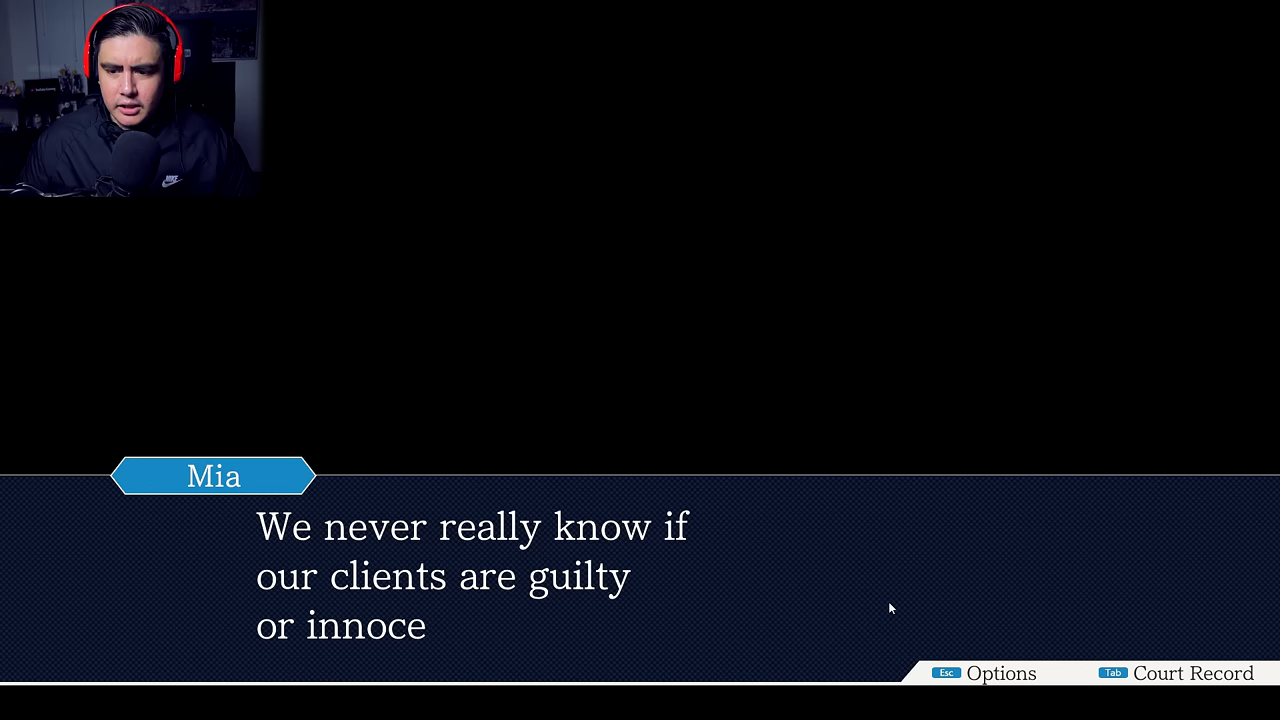 Mia
We never really know if
our clients are guilty
or innoce
Esc Options
Tab Court Record